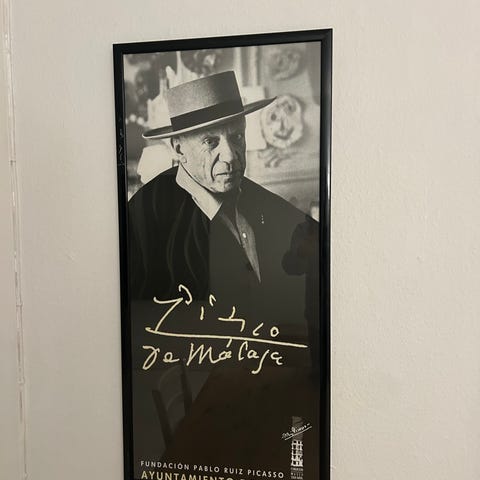 Picasso
de Málaga
FUNDACIÓN PABLO RUIZ PICASSO
AYUNTAMIENTO